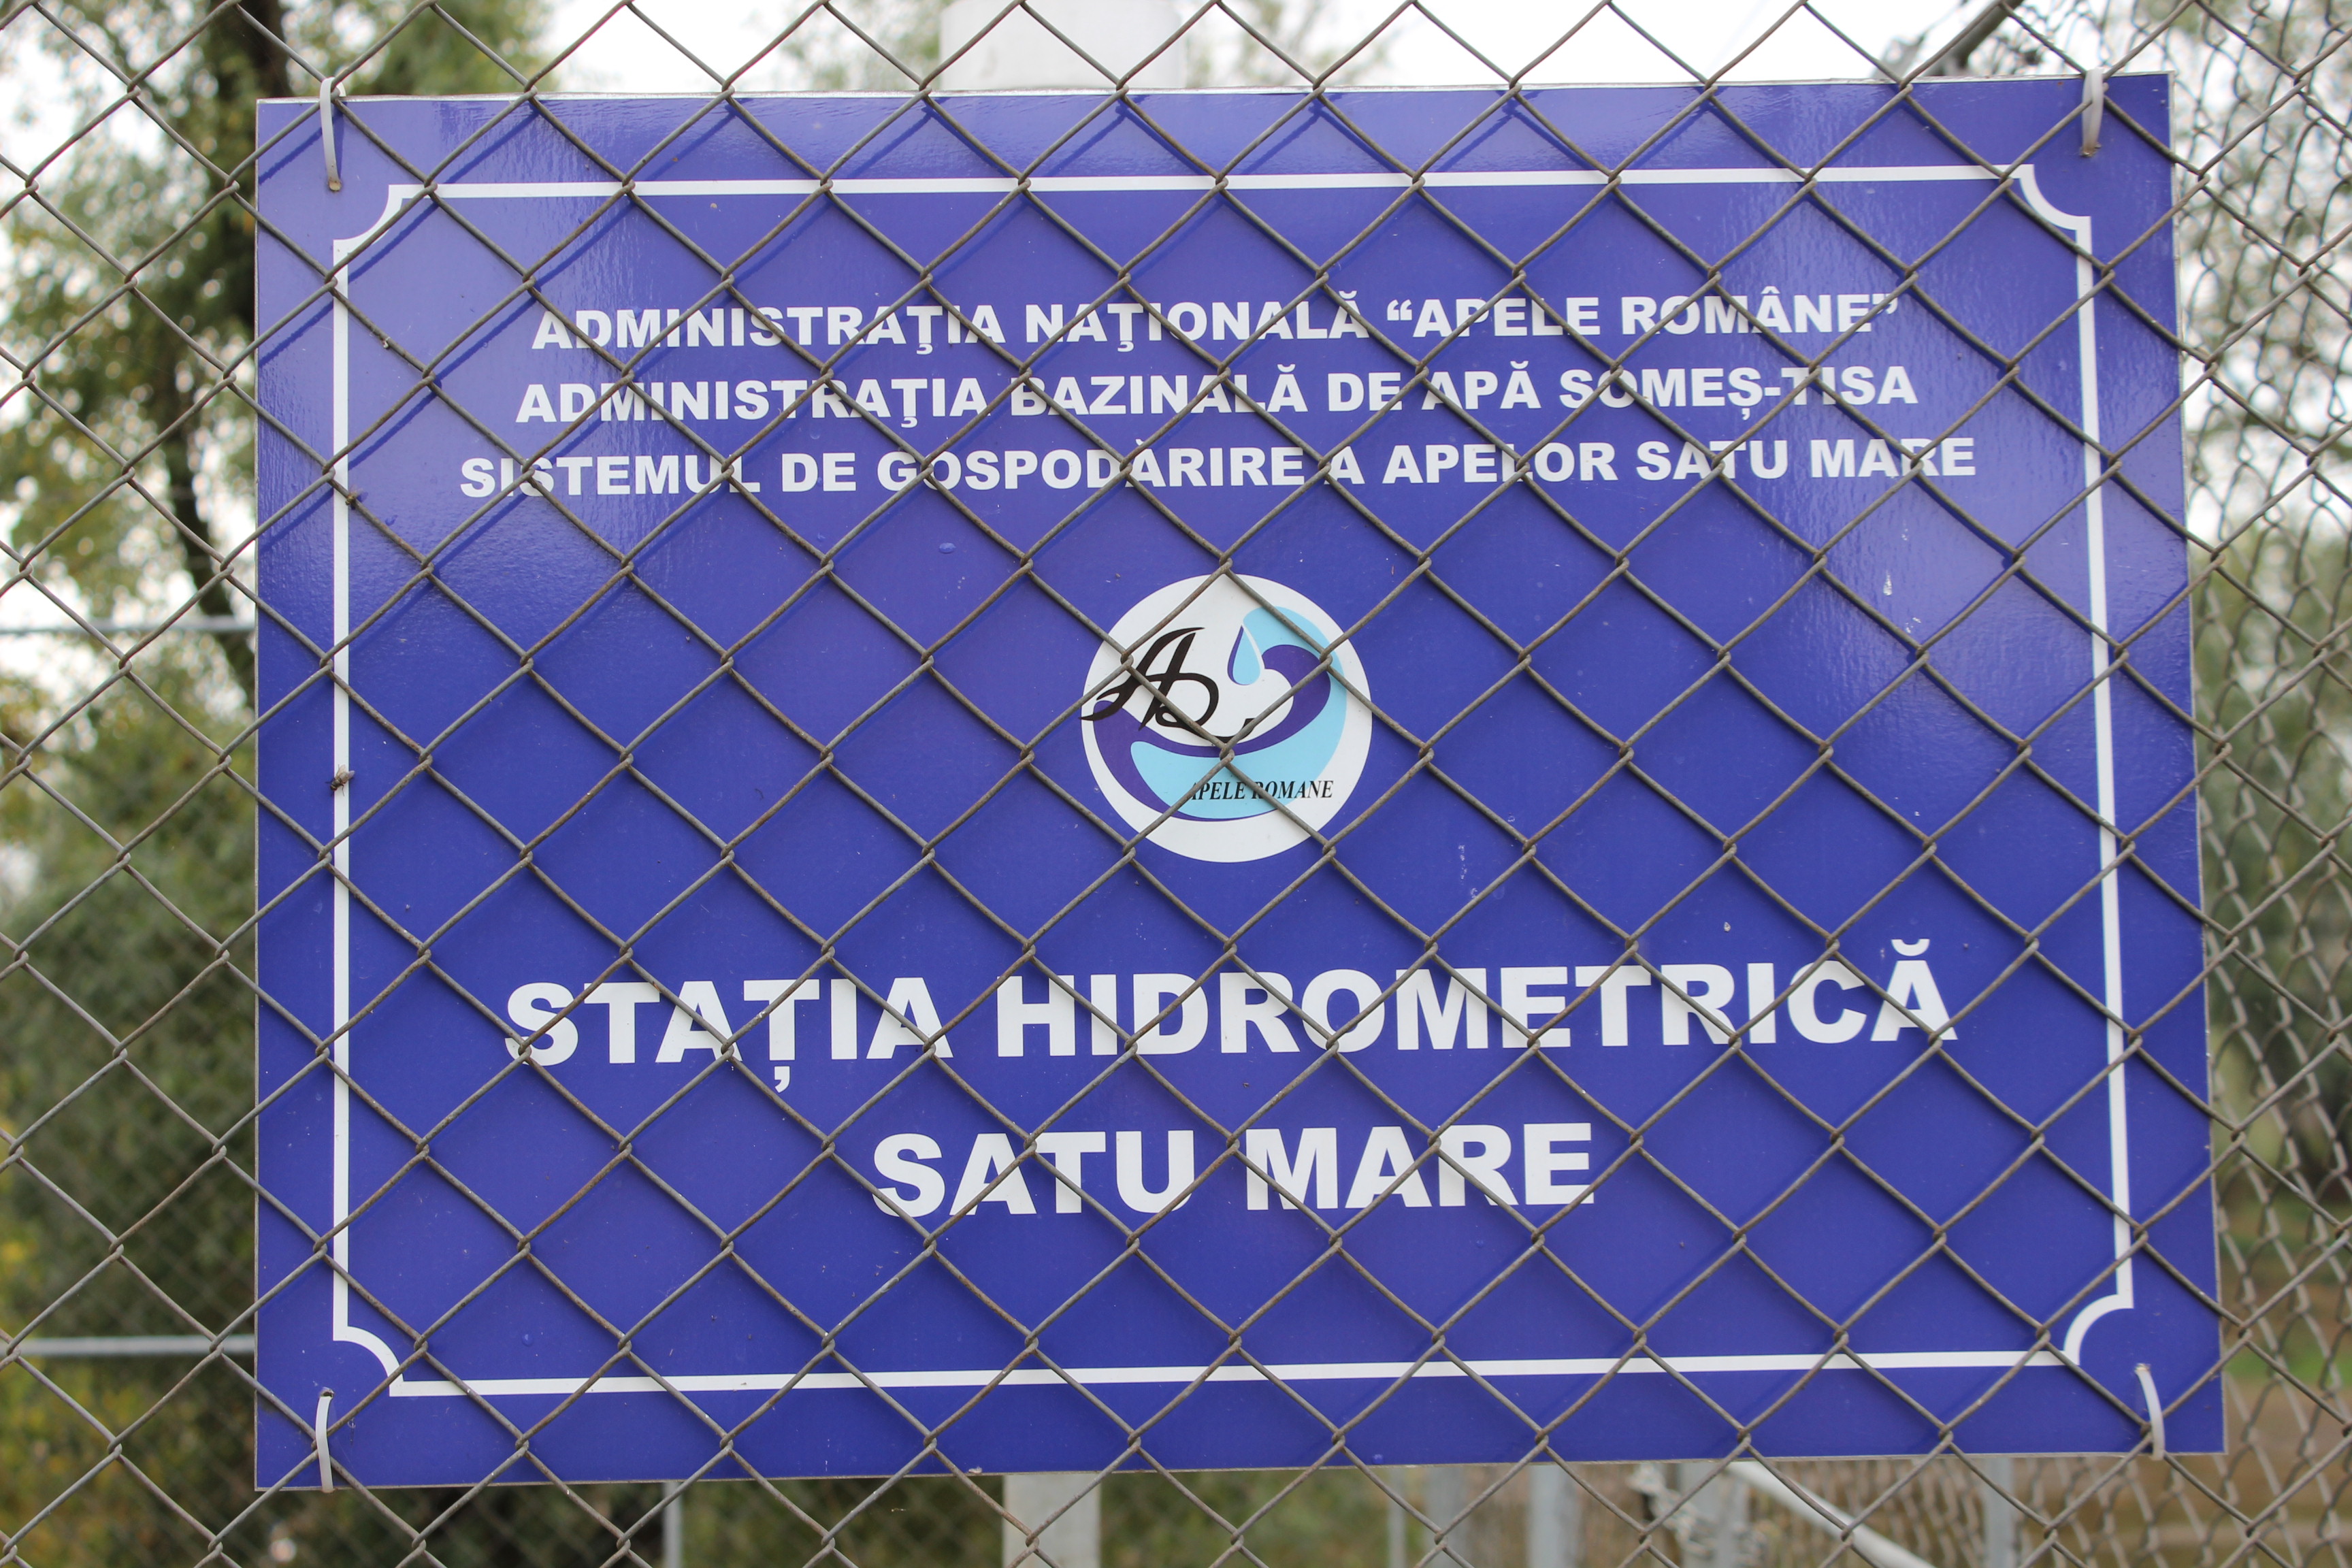 ADMINISTRAŢIA NAŢIONALĂ “APELE ROMÂNE”
ADMINISTRAŢIA BAZINALĂ DE APĂ SOMEȘ-TISA
SISTEMUL DE GOSPODĂRIRE A APELOR SATU MARE
APELE ROMANE
STAȚIA HIDROMETRICĂ
SATU MARE